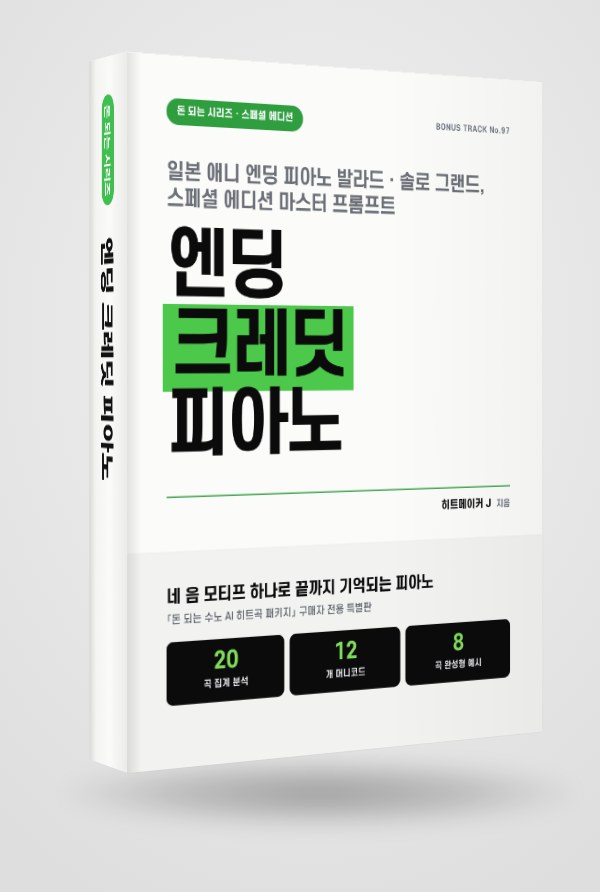 돈 되는 시리즈 · 스페셜 에디션
BONUS TRACK No.97
일본 애니 엔딩 피아노 발라드 · 솔로 그랜드,
스페셜 에디션 마스터 프롬프트
엔딩
크레딧
피아노
히트메이커 J 지음
네 음 모티프 하나로 끝까지 기억되는 피아노
『돈 되는 수노 AI 히트곡 패키지』 구매자 전용 특별판
20
곡 집계 분석
12
개 머니코드
8
곡 완성형 예시
돈 되는 시리즈
엔딩 크레딧 피아노